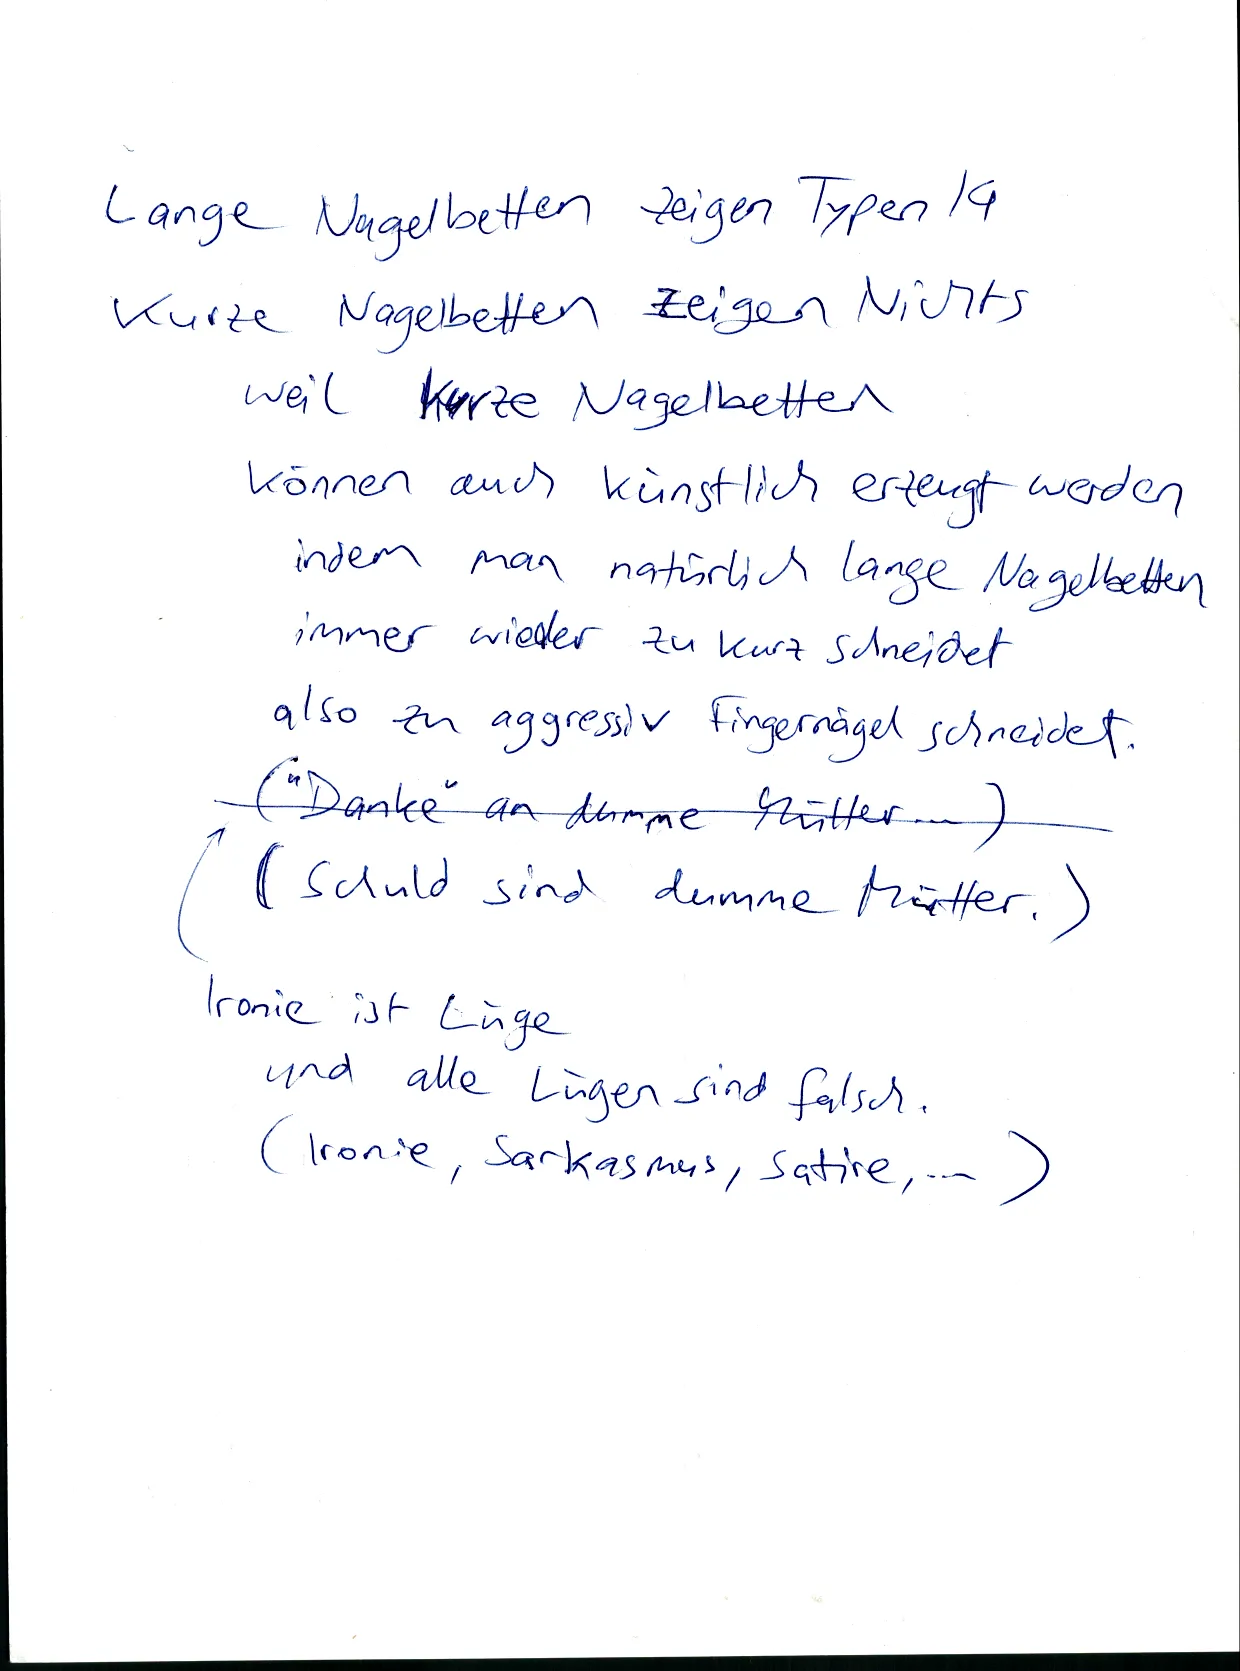 Lange Nagelbetten zeigen Typen 14
Kurze Nagelbetten zeigen Nichts
weil kurze Nagelbetten
können auch künstlich erzeugt werden
indem man natürlich lange Nagelbetten
immer wieder zu kurz schneidet
also zu aggressiv Fingernägel schneidet.
("Danke" an dumme Mütter...)
(Schuld sind dumme Mütter.)
Ironie ist Lüge
und alle Lügen sind falsch.
(Ironie, Sarkasmus, Satire,...)